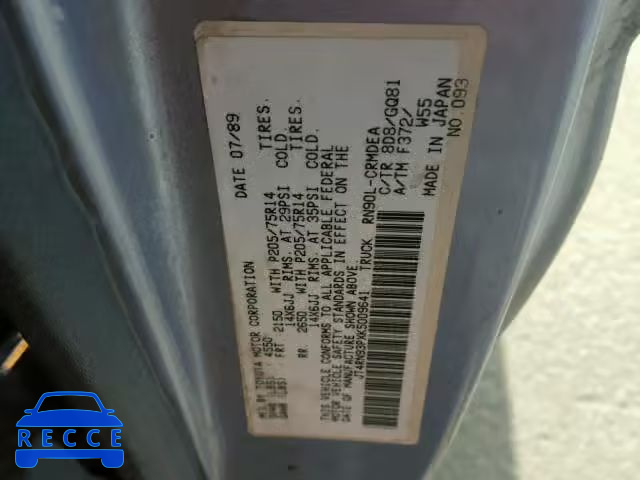 MFD BY TOYOTA MOTOR CORPORATION DATE 07/89
4550
FRT 2150 WITH P205/75R14 TIRES.
14X6JJ RIMS. AT 29PSI COLD
RR. 2650 WITH P205/75R14 TIRES.
14X6JJ RIMS. AT 35PSI COLD.
THIS VEHICLE CONFORMS TO ALL APPLICABLE FEDERAL
MOTOR VEHICLE SAFETY STANDARDS IN EFFECT ON THE
DATE OF MANUFACTURE SHOWN ABOVE.
JT4RN93PXK5009641 TRUCK RN90L-CRMDEA
C/TR 8D8/GQ81
A/TM F372/
W55
MADE IN JAPAN
NO.093
RECCE